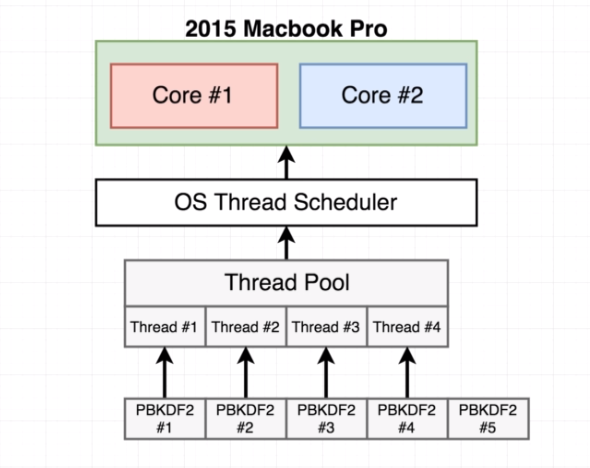 2015 Macbook Pro
Core #1 Core #2
OS Thread Scheduler
Thread Pool
Thread #1 Thread #2 Thread #3 Thread #4
PBKDF2 PBKDF2 PBKDF2 PBKDF2 PBKDF2
#1 #2 #3 #4 #5